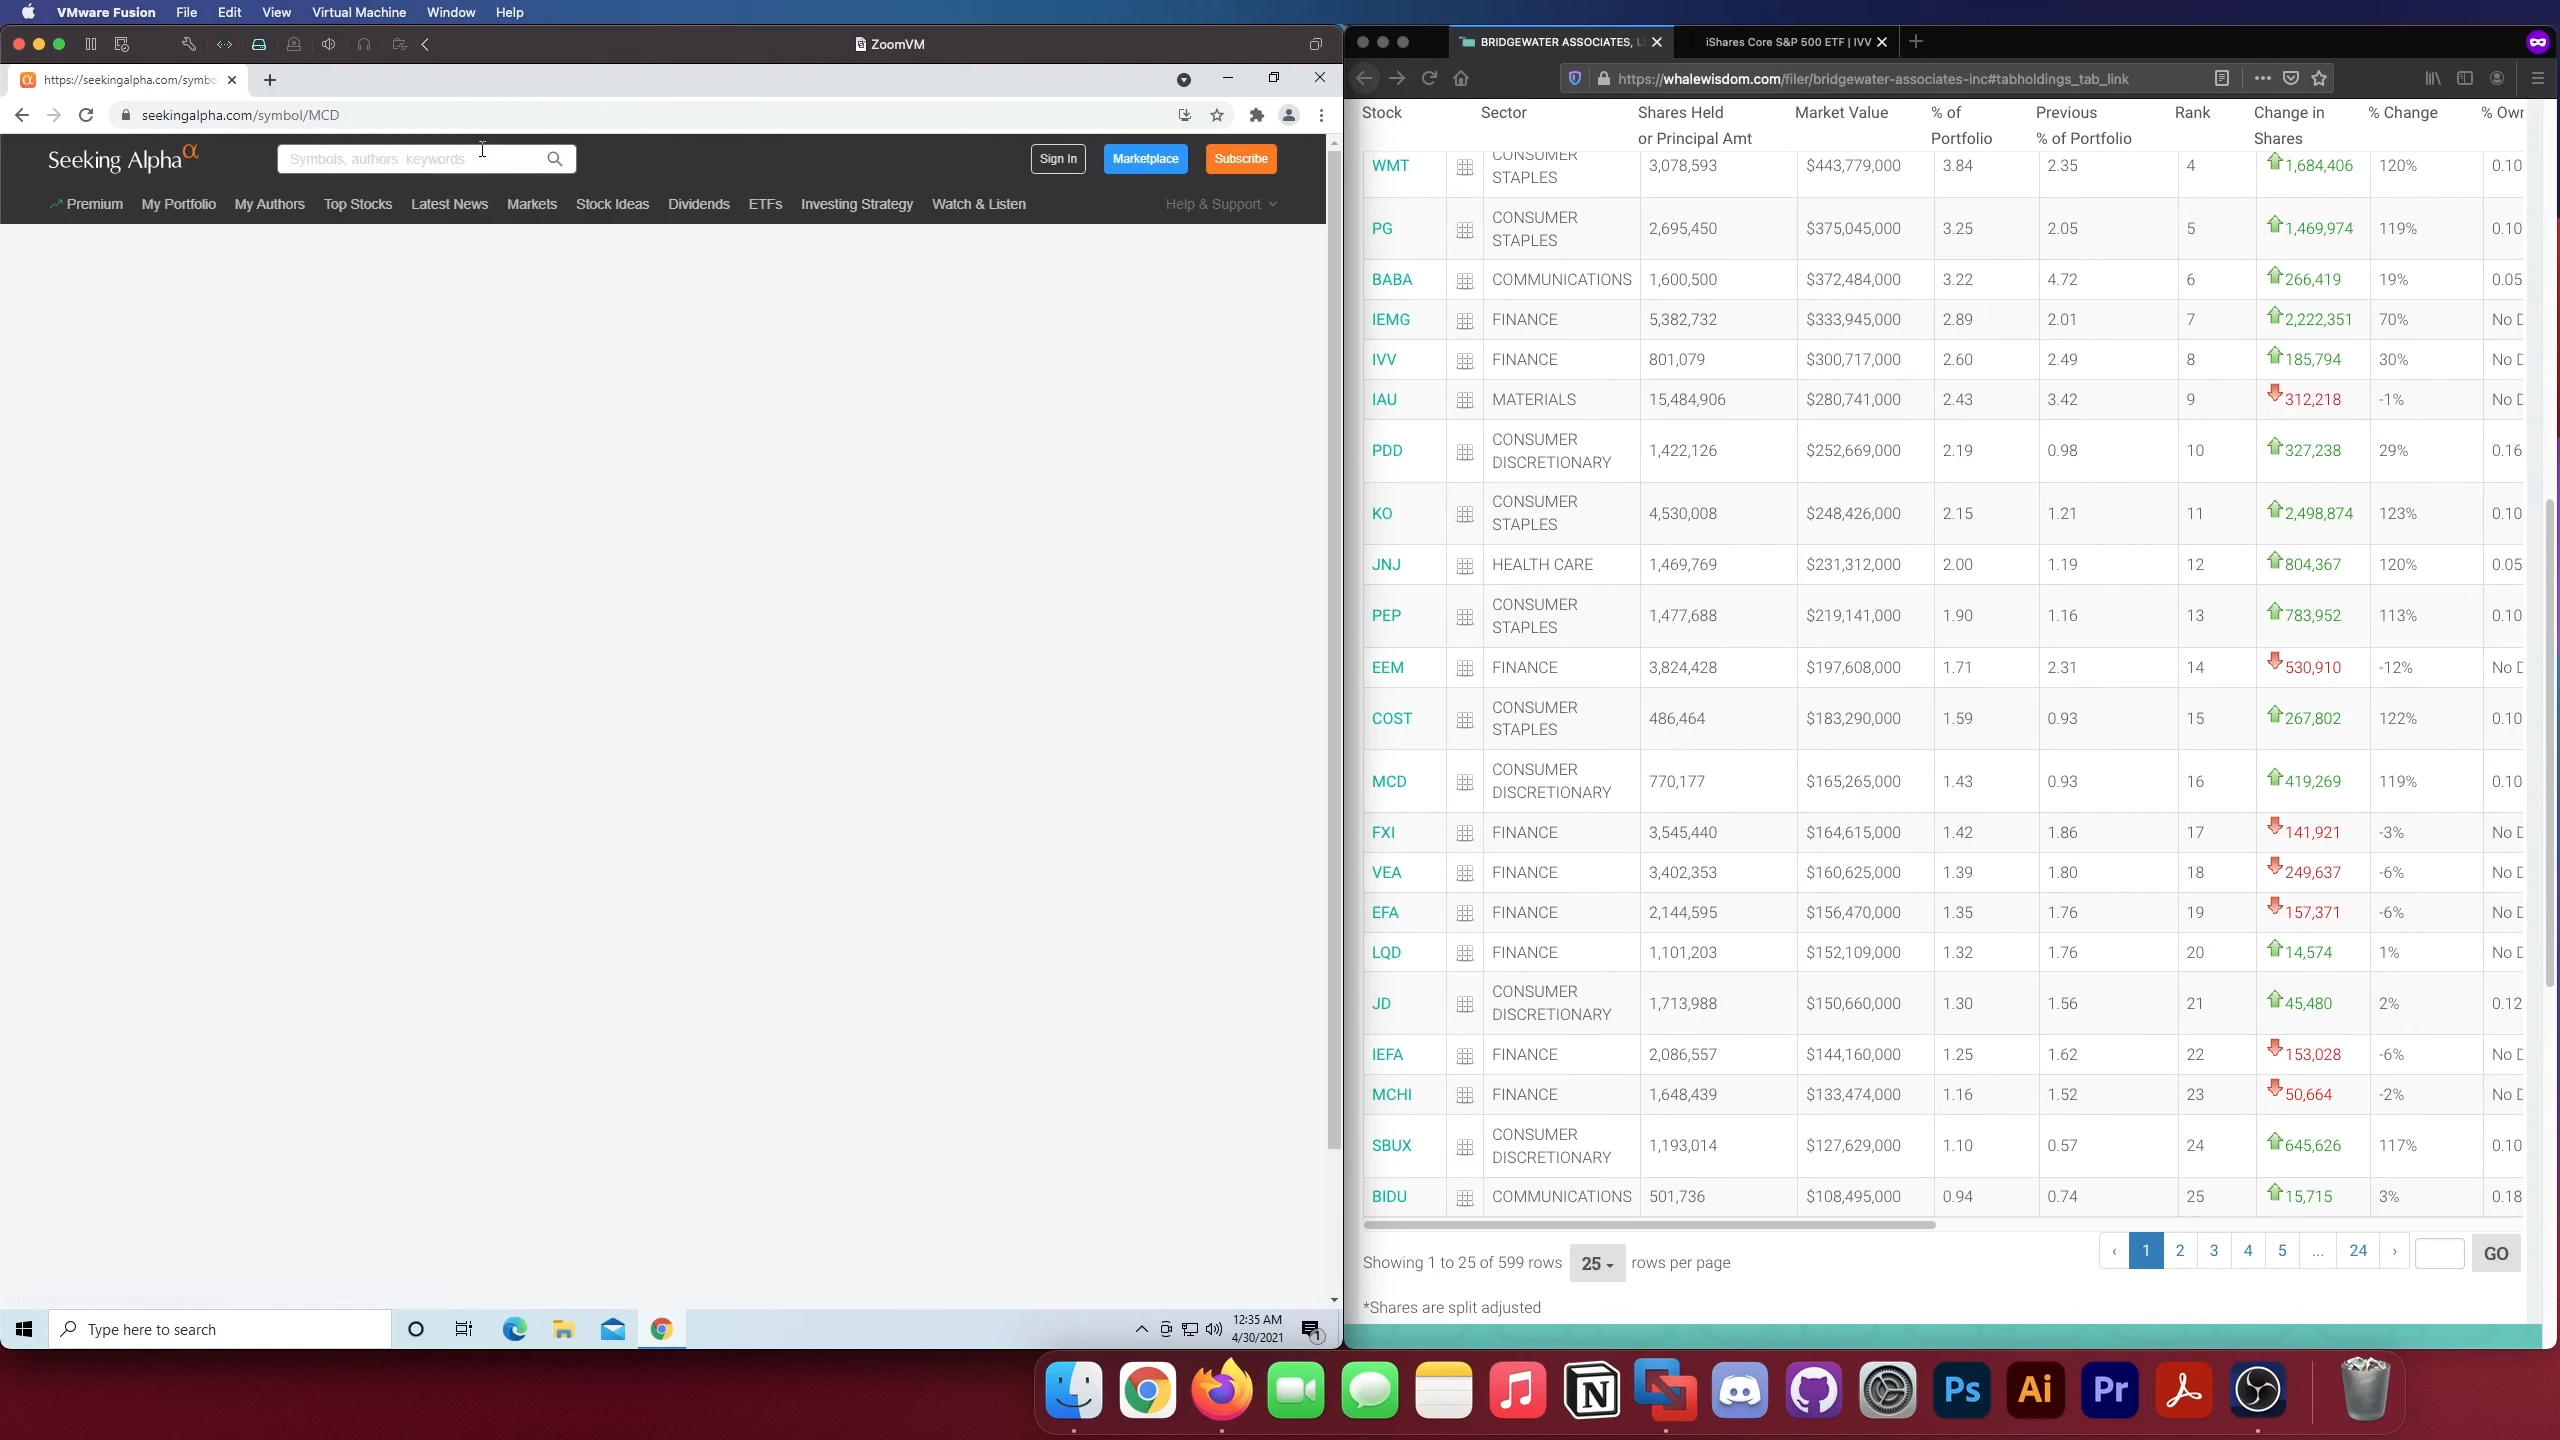 VMware Fusion File Edit View Virtual Machine Window Help
ZoomVM
https://seekingalpha.com/symbo
seekingalpha.com/symbol/MCD
Seeking Alpha α
Symbols, authors, keywords
Sign In
Marketplace
Subscribe
Premium My Portfolio My Authors Top Stocks Latest News Markets Stock Ideas Dividends ETFs Investing Strategy Watch & Listen Help & Support
Type here to search
12:35 AM
4/30/2021
1
BRIDGEWATER ASSOCIATES, L
iShares Core S&P 500 ETF | IVV
https://whalewisdom.com/filer/bridgewater-associates-inc#tabholdings_tab_link
Stock Sector Shares Held or Principal Amt Market Value % of Portfolio Previous % of Portfolio Rank Change in Shares % Change % Owr
WMT CONSUMER STAPLES 3,078,593 $443,779,000 3.84 2.35 4 1,684,406 120% 0.10
PG CONSUMER STAPLES 2,695,450 $375,045,000 3.25 2.05 5 1,469,974 119% 0.10
BABA COMMUNICATIONS 1,600,500 $372,484,000 3.22 4.72 6 266,419 19% 0.05
IEMG FINANCE 5,382,732 $333,945,000 2.89 2.01 7 2,222,351 70% No D
IVV FINANCE 801,079 $300,717,000 2.60 2.49 8 185,794 30% No D
IAU MATERIALS 15,484,906 $280,741,000 2.43 3.42 9 312,218 -1% No D
PDD CONSUMER DISCRETIONARY 1,422,126 $252,669,000 2.19 0.98 10 327,238 29% 0.16
KO CONSUMER STAPLES 4,530,008 $248,426,000 2.15 1.21 11 2,498,874 123% 0.10
JNJ HEALTH CARE 1,469,769 $231,312,000 2.00 1.19 12 804,367 120% 0.05
PEP CONSUMER STAPLES 1,477,688 $219,141,000 1.90 1.16 13 783,952 113% 0.10
EEM FINANCE 3,824,428 $197,608,000 1.71 2.31 14 530,910 -12% No D
COST CONSUMER STAPLES 486,464 $183,290,000 1.59 0.93 15 267,802 122% 0.10
MCD CONSUMER DISCRETIONARY 770,177 $165,265,000 1.43 0.93 16 419,269 119% 0.10
FXI FINANCE 3,545,440 $164,615,000 1.42 1.86 17 141,921 -3% No D
VEA FINANCE 3,402,353 $160,625,000 1.39 1.80 18 249,637 -6% No D
EFA FINANCE 2,144,595 $156,470,000 1.35 1.76 19 157,371 -6% No D
LQD FINANCE 1,101,203 $152,109,000 1.32 1.76 20 14,574 1% No D
JD CONSUMER DISCRETIONARY 1,713,988 $150,660,000 1.30 1.56 21 45,480 2% 0.12
IEFA FINANCE 2,086,557 $144,160,000 1.25 1.62 22 153,028 -6% No D
MCHI FINANCE 1,648,439 $133,474,000 1.16 1.52 23 50,664 -2% No D
SBUX CONSUMER DISCRETIONARY 1,193,014 $127,629,000 1.10 0.57 24 645,626 117% 0.10
BIDU COMMUNICATIONS 501,736 $108,495,000 0.94 0.74 25 15,715 3% 0.18
Showing 1 to 25 of 599 rows 25 rows per page
‹ 1 2 3 4 5 ... 24 › GO
*Shares are split adjusted
Ps Ai Pr